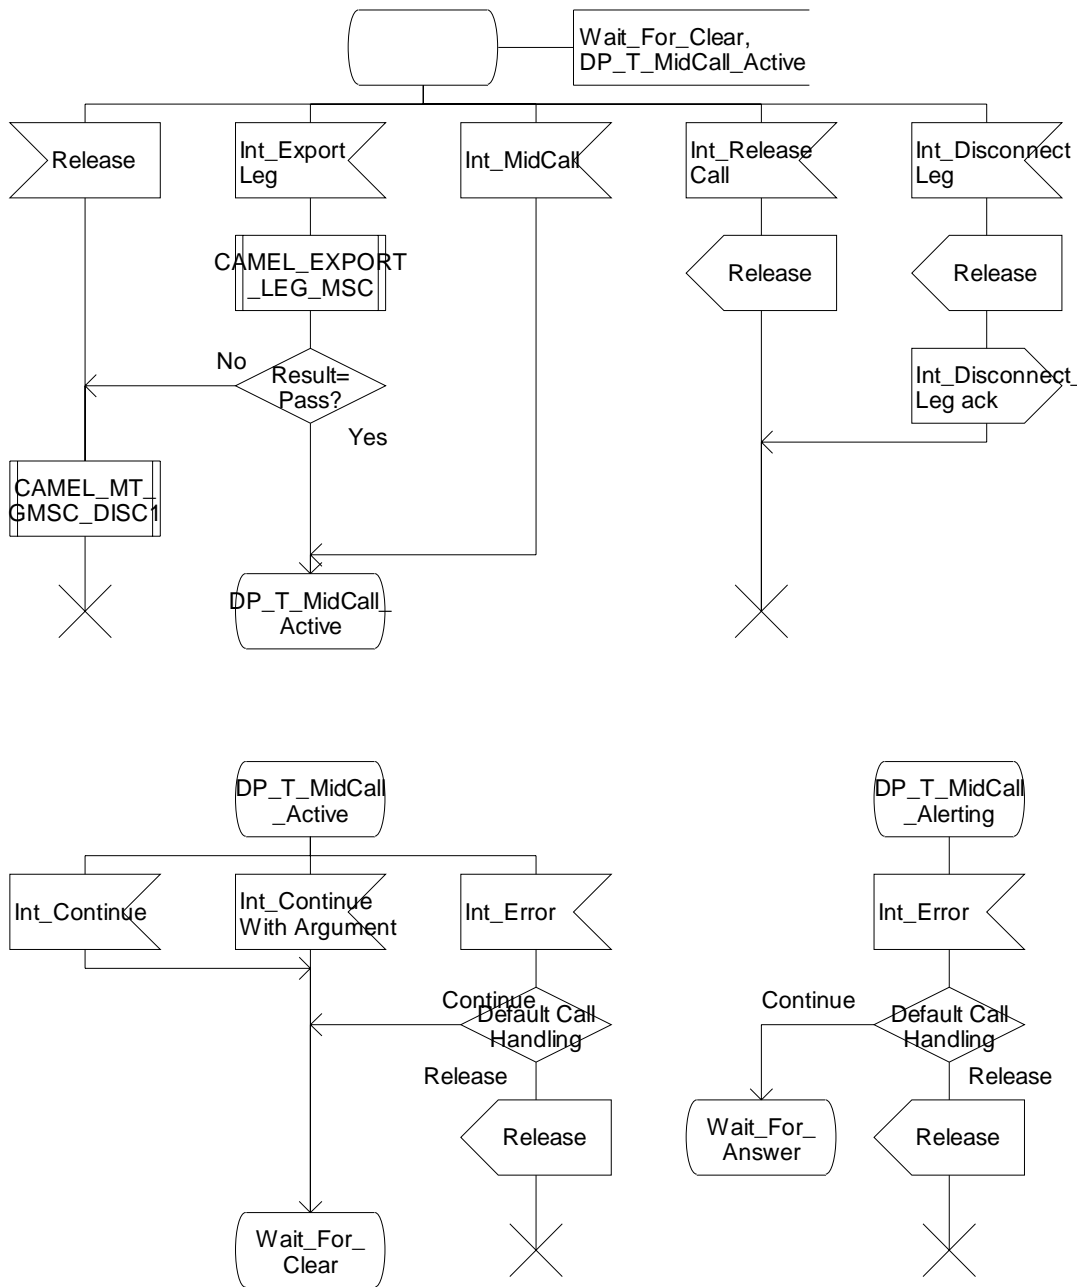 Wait_For_Clear,
DP_T_MidCall_Active
Release
Int_Export
Leg
Int_MidCall
Int_Release
Call
Int_Disconnect
Leg
CAMEL_EXPORT
_LEG_MSC
Release
Release
No
Result=
Pass?
Yes
Int_Disconnect_
Leg ack
CAMEL_MT_
GMSC_DISC1
DP_T_MidCall_
Active
DP_T_MidCall
_Active
DP_T_MidCall
_Alerting
Int_Continue
Int_Continue
With Argument
Int_Error
Int_Error
Continue
Default Call
Handling
Continue
Default Call
Handling
Release
Release
Release
Wait_For_
Answer
Release
Wait_For_
Clear